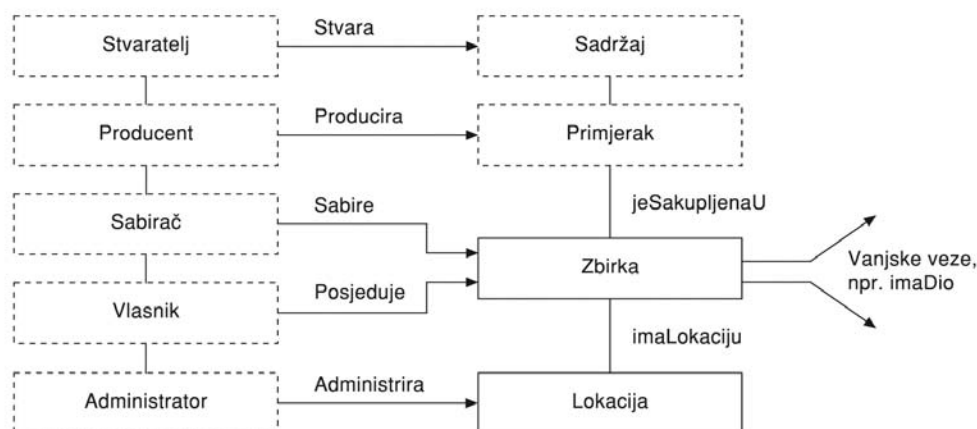 Stvaratelj
Stvara
Sadržaj
Producent
Producira
Primjerak
jeSakupljenaU
Sabirač
Sabire
Zbirka
Vanjske veze,
npr. imaDio
Vlasnik
Posjeduje
imaLokaciju
Administrator
Administrira
Lokacija